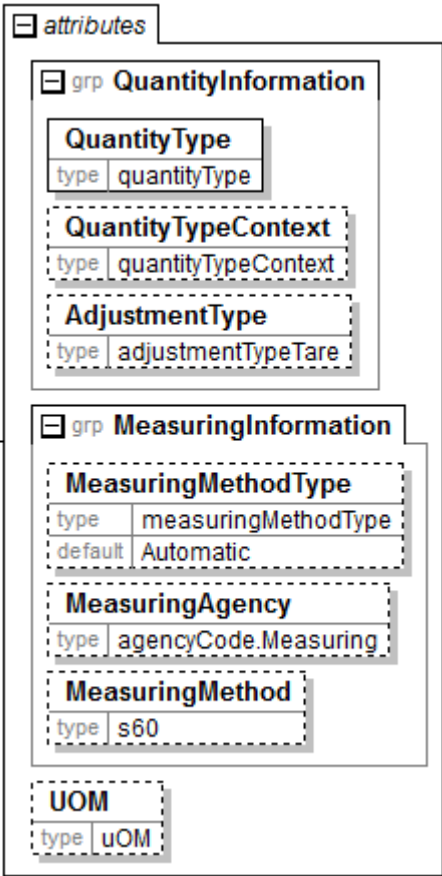 attributes
grp QuantityInformation
QuantityType
type quantityType
QuantityTypeContext
type quantityTypeContext
AdjustmentType
type adjustmentTypeTare
grp MeasuringInformation
MeasuringMethodType
type measuringMethodType
default Automatic
MeasuringAgency
type agencyCode.Measuring
MeasuringMethod
type s60
UOM
type uOM